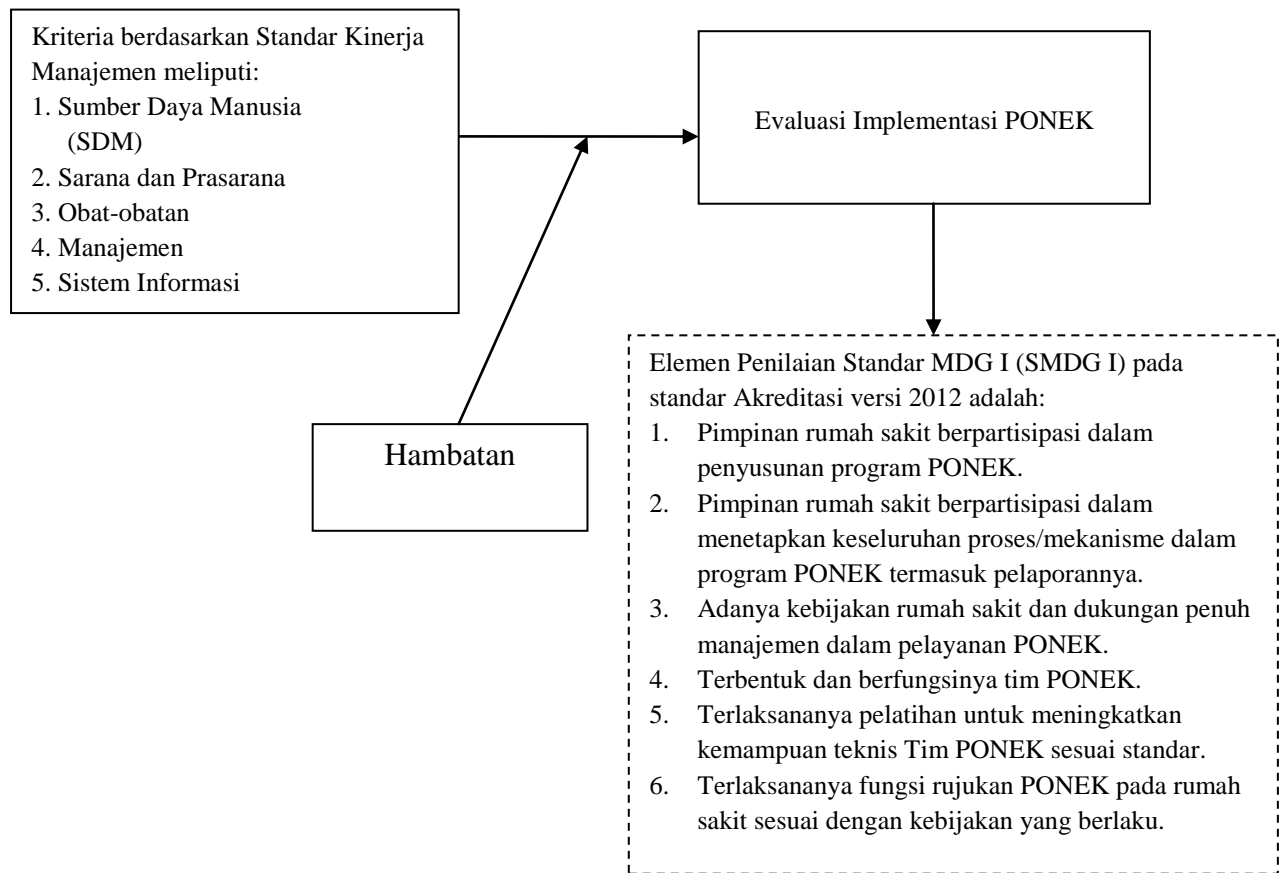 Kriteria berdasarkan Standar Kinerja
Manajemen meliputi:
1. Sumber Daya Manusia
(SDM)
2. Sarana dan Prasarana
3. Obat-obatan
4. Manajemen
5. Sistem Informasi
Evaluasi Implementasi PONEK
Hambatan
Elemen Penilaian Standar MDG I (SMDG I) pada
standar Akreditasi versi 2012 adalah:
1. Pimpinan rumah sakit berpartisipasi dalam
penyusunan program PONEK.
2. Pimpinan rumah sakit berpartisipasi dalam
menetapkan keseluruhan proses/mekanisme dalam
program PONEK termasuk pelaporannya.
3. Adanya kebijakan rumah sakit dan dukungan penuh
manajemen dalam pelayanan PONEK.
4. Terbentuk dan berfungsinya tim PONEK.
5. Terlaksananya pelatihan untuk meningkatkan
kemampuan teknis Tim PONEK sesuai standar.
6. Terlaksananya fungsi rujukan PONEK pada rumah
sakit sesuai dengan kebijakan yang berlaku.